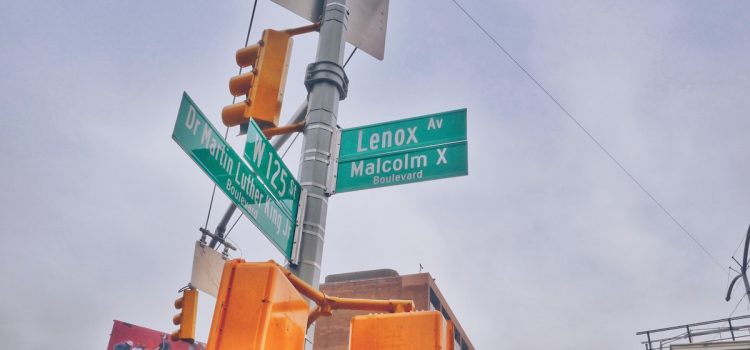 W 125 St
Dr Martin Luther King Jr
Boulevard
Lenox Av
Malcolm X
Boulevard